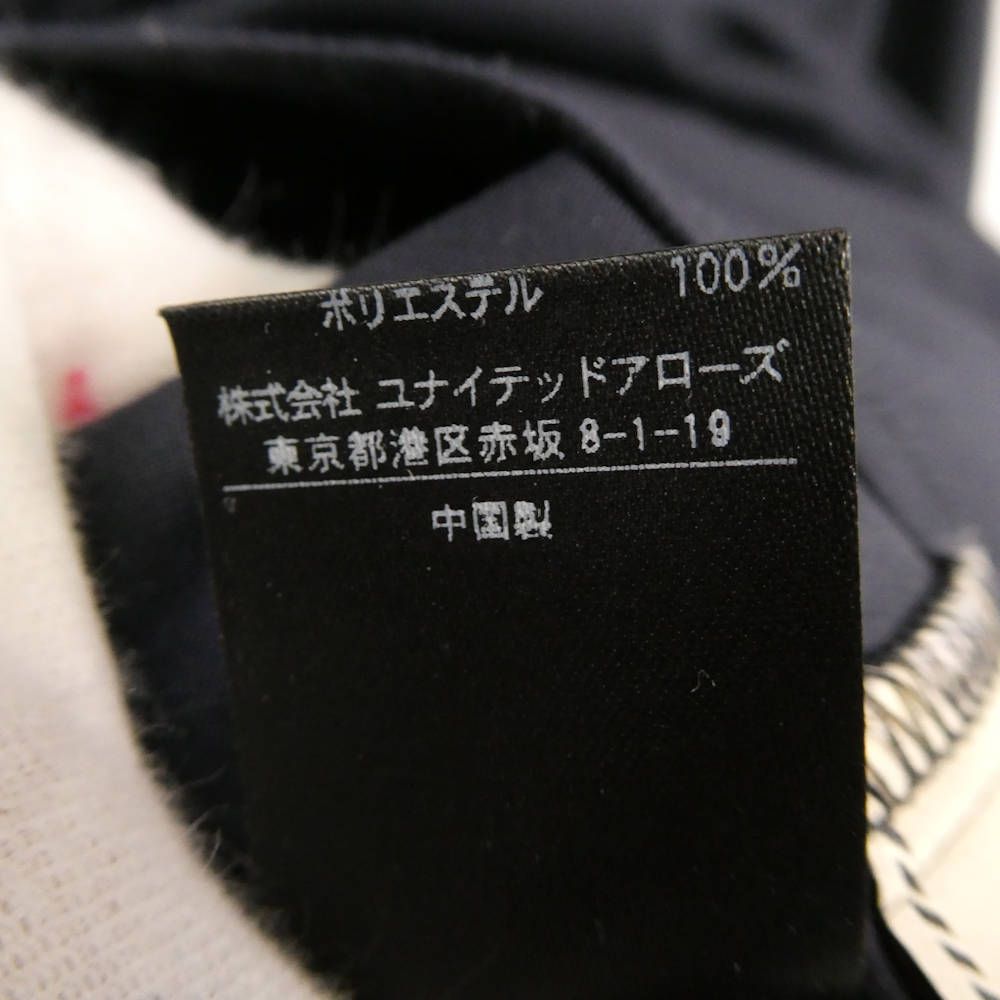 ポリエステル 100%
株式会社 ユナイテッドアローズ
東京都港区赤坂 8-1-19
中国製